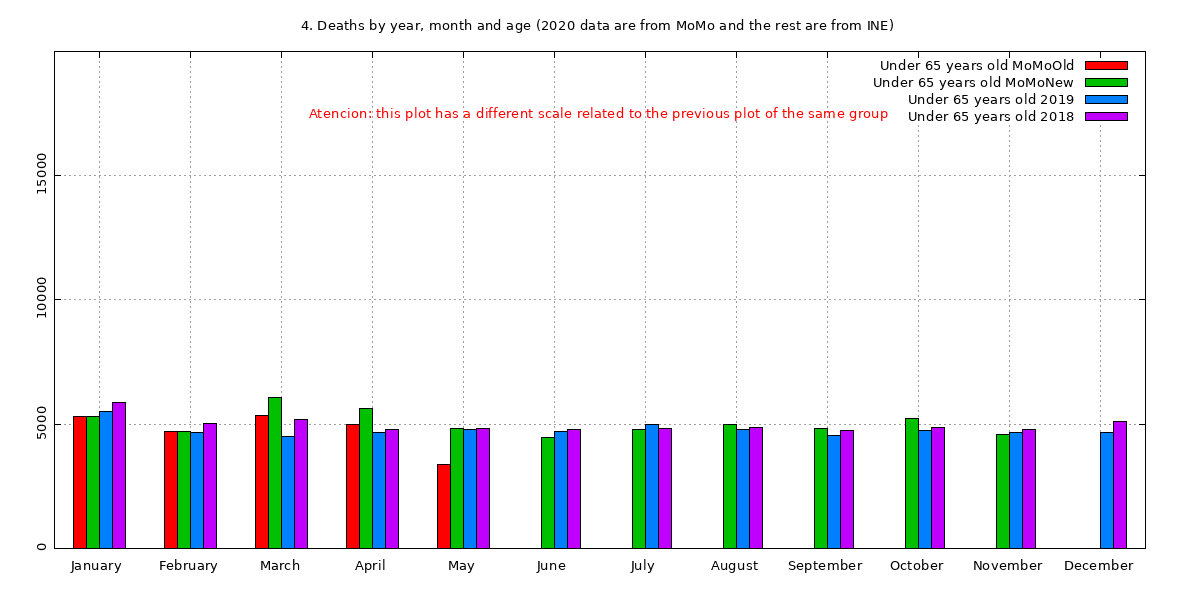 4. Deaths by year, month and age (2020 data are from MoMo and the rest are from INE)
Under 65 years old MoMoOld
Under 65 years old MoMoNew
Under 65 years old 2019
Under 65 years old 2018
Atencion: this plot has a different scale related to the previous plot of the same group
15000
10000
5000
0
January February March April May June July August September October November December